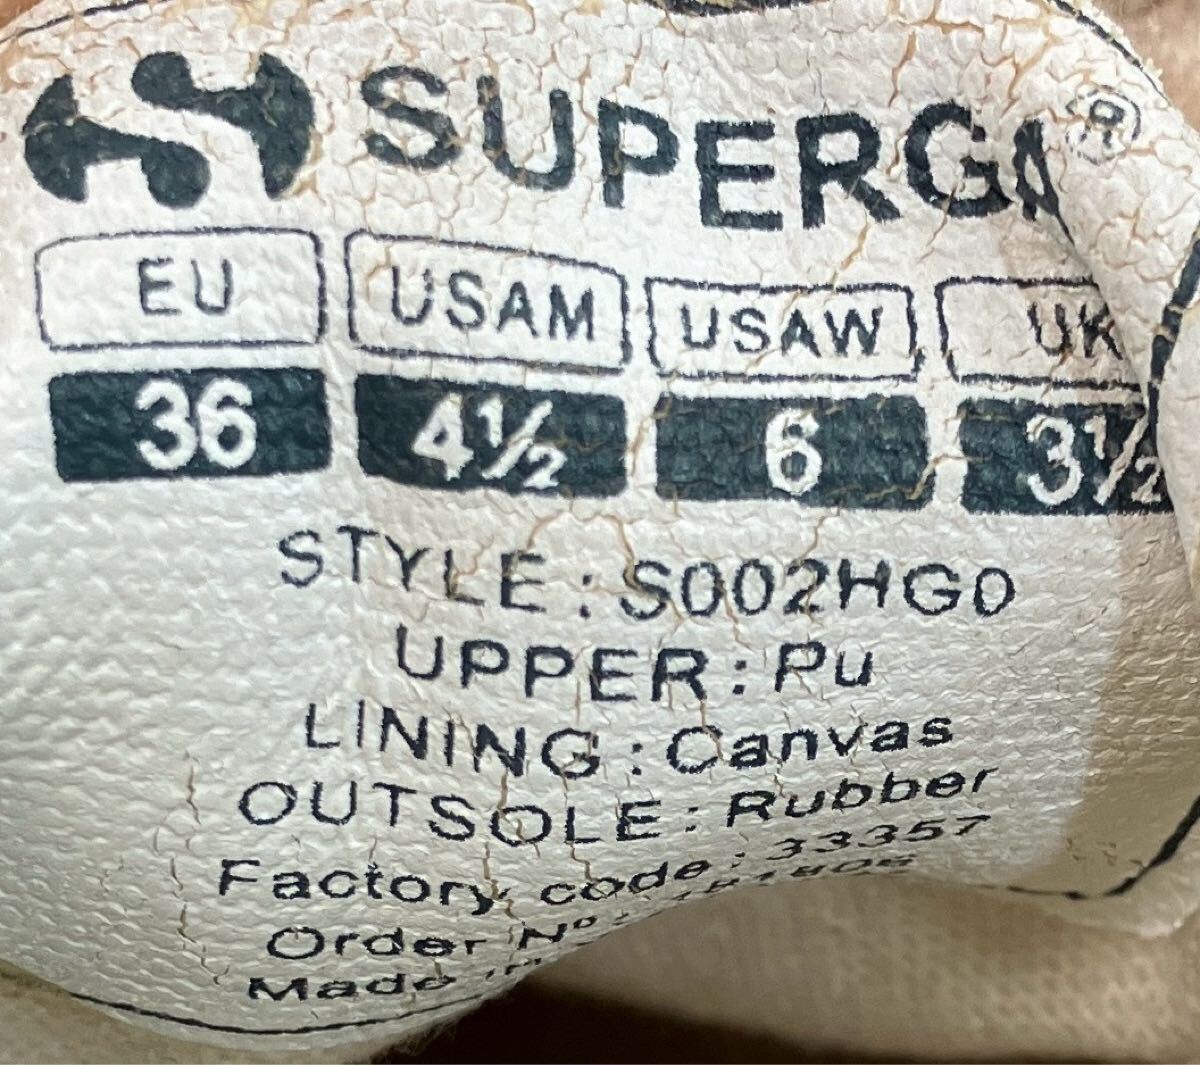 SUPERGA®
EU USAM USAW UK
36 4½ 6 3½
STYLE: S002HG0
UPPER: Pu
LINING: Canvas
OUTSOLE: Rubber
Factory code: 33357
Order Nº
Made